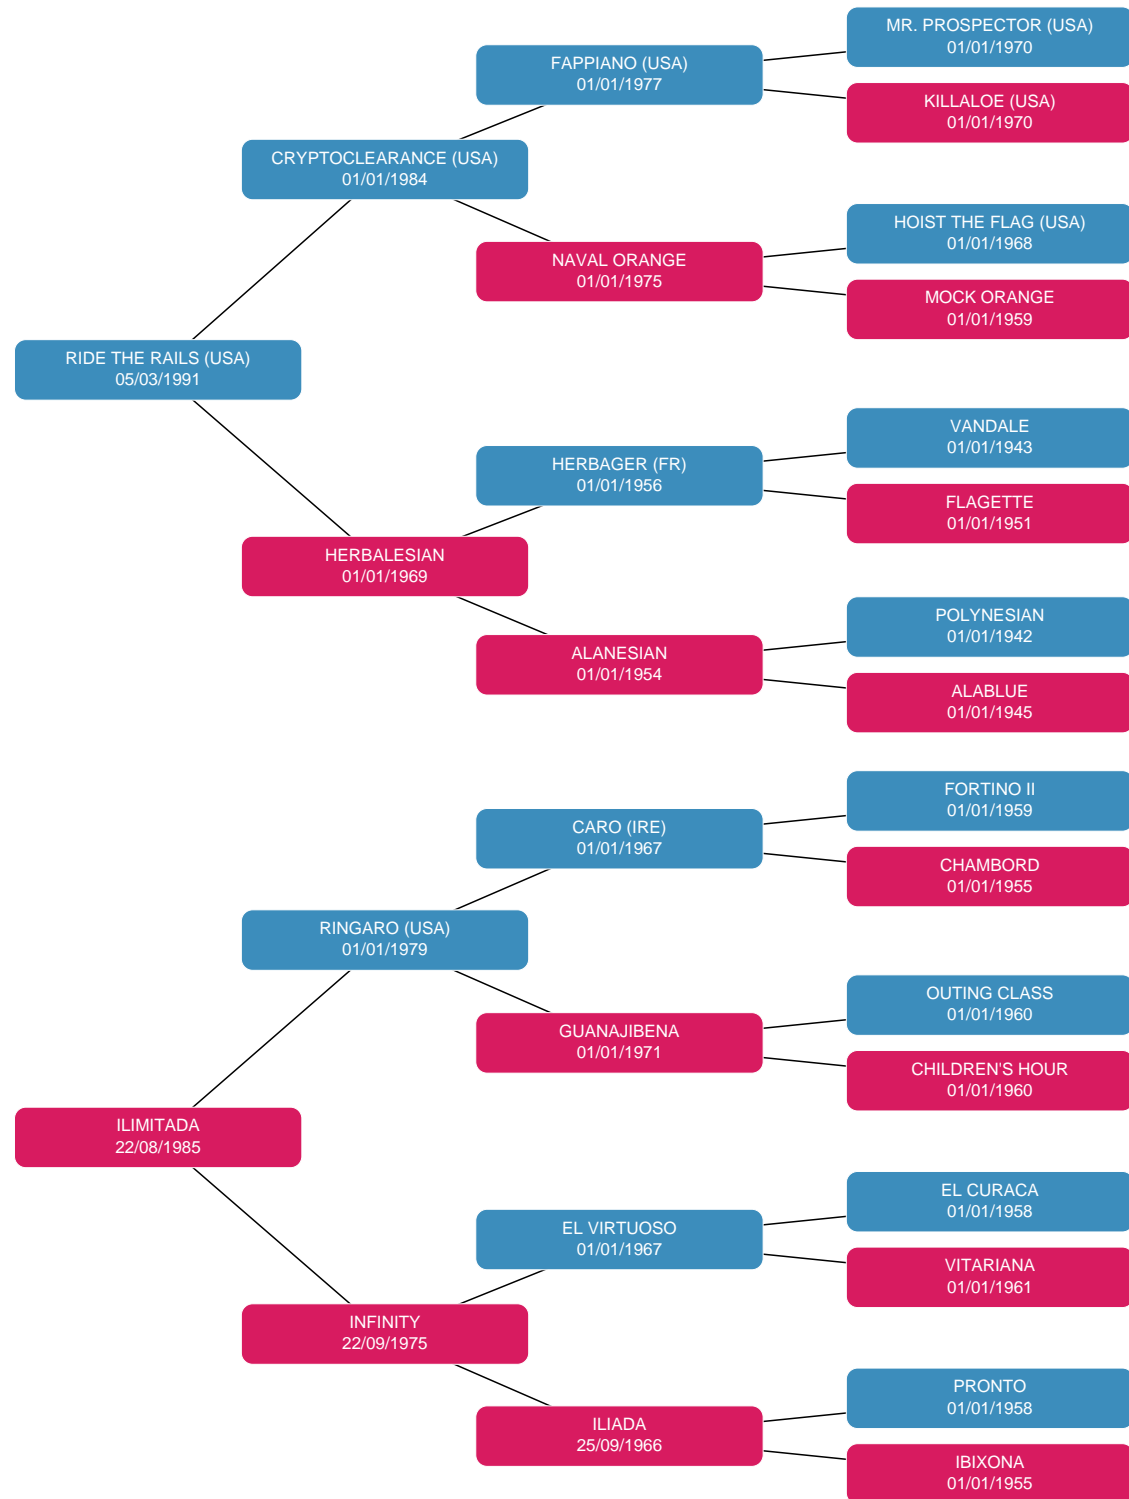 MR. PROSPECTOR (USA)
01/01/1970
FAPPIANO (USA)
01/01/1977
KILLALOE (USA)
01/01/1970
CRYPTOCLEARANCE (USA)
01/01/1984
HOIST THE FLAG (USA)
01/01/1968
NAVAL ORANGE
01/01/1975
MOCK ORANGE
01/01/1959
RIDE THE RAILS (USA)
05/03/1991
VANDALE
01/01/1943
HERBAGER (FR)
01/01/1956
FLAGETTE
01/01/1951
HERBALESIAN
01/01/1969
POLYNESIAN
01/01/1942
ALANESIAN
01/01/1954
ALABLUE
01/01/1945
FORTINO II
01/01/1959
CARO (IRE)
01/01/1967
CHAMBORD
01/01/1955
RINGARO (USA)
01/01/1979
OUTING CLASS
01/01/1960
GUANAJIBENA
01/01/1971
CHILDREN'S HOUR
01/01/1960
ILIMITADA
22/08/1985
EL CURACA
01/01/1958
EL VIRTUOSO
01/01/1967
VITARIANA
01/01/1961
INFINITY
22/09/1975
PRONTO
01/01/1958
ILIADA
25/09/1966
IBIXONA
01/01/1955